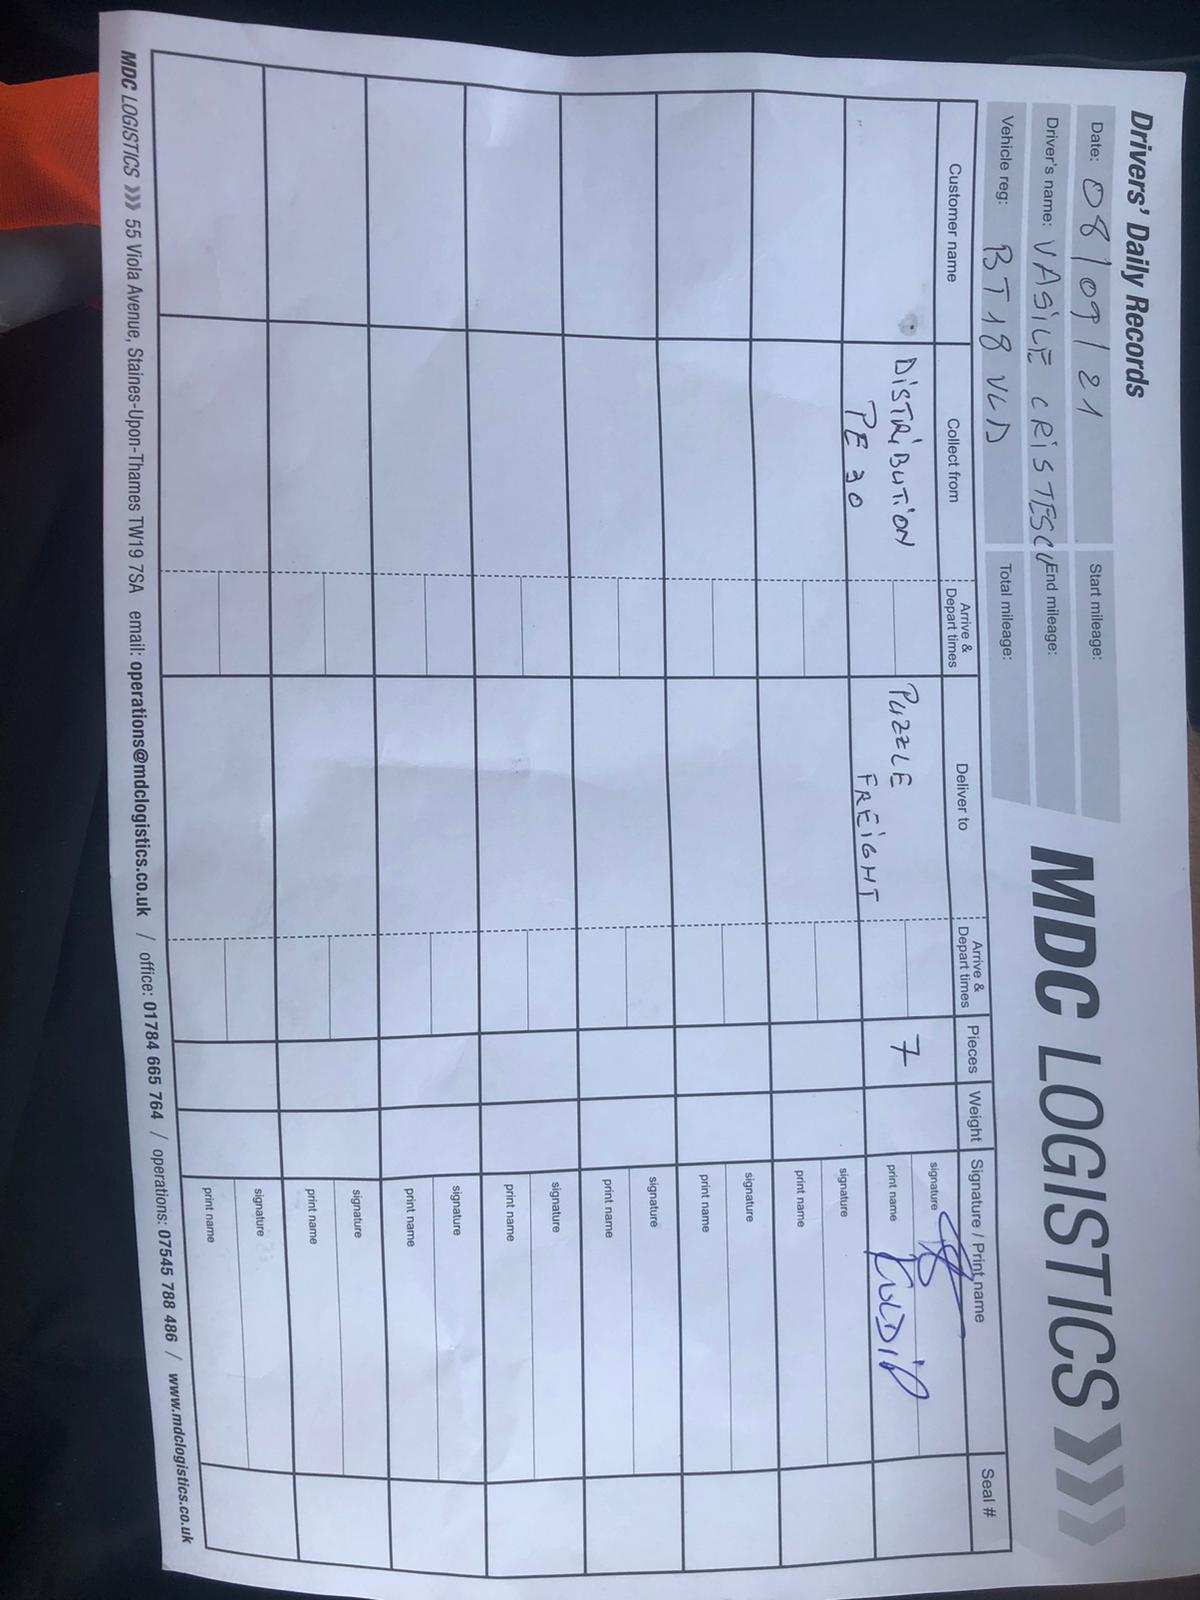 Drivers' Daily Records
MDC LOGISTICS
Date: 08/09/21
Start mileage:
Driver's name: VASILE CRISTESCU
End mileage:
Vehicle reg: BT18 VLD
Total mileage:
Customer name
Collect from
Arrive & Depart times
Deliver to
Arrive & Depart times
Pieces
Weight
Signature / Print name
Seal #
DISTRIBUTION
PE 30
PUZZLE
FREIGHT
7
signature
print name
signature
print name
signature
print name
signature
print name
signature
print name
signature
print name
signature
print name
signature
print name
MDC LOGISTICS 55 Viola Avenue, Staines-Upon-Thames TW19 7SA email: operations@mdclogistics.co.uk / office: 01784 665 764 / operations: 07545 788 486 / www.mdclogistics.co.uk